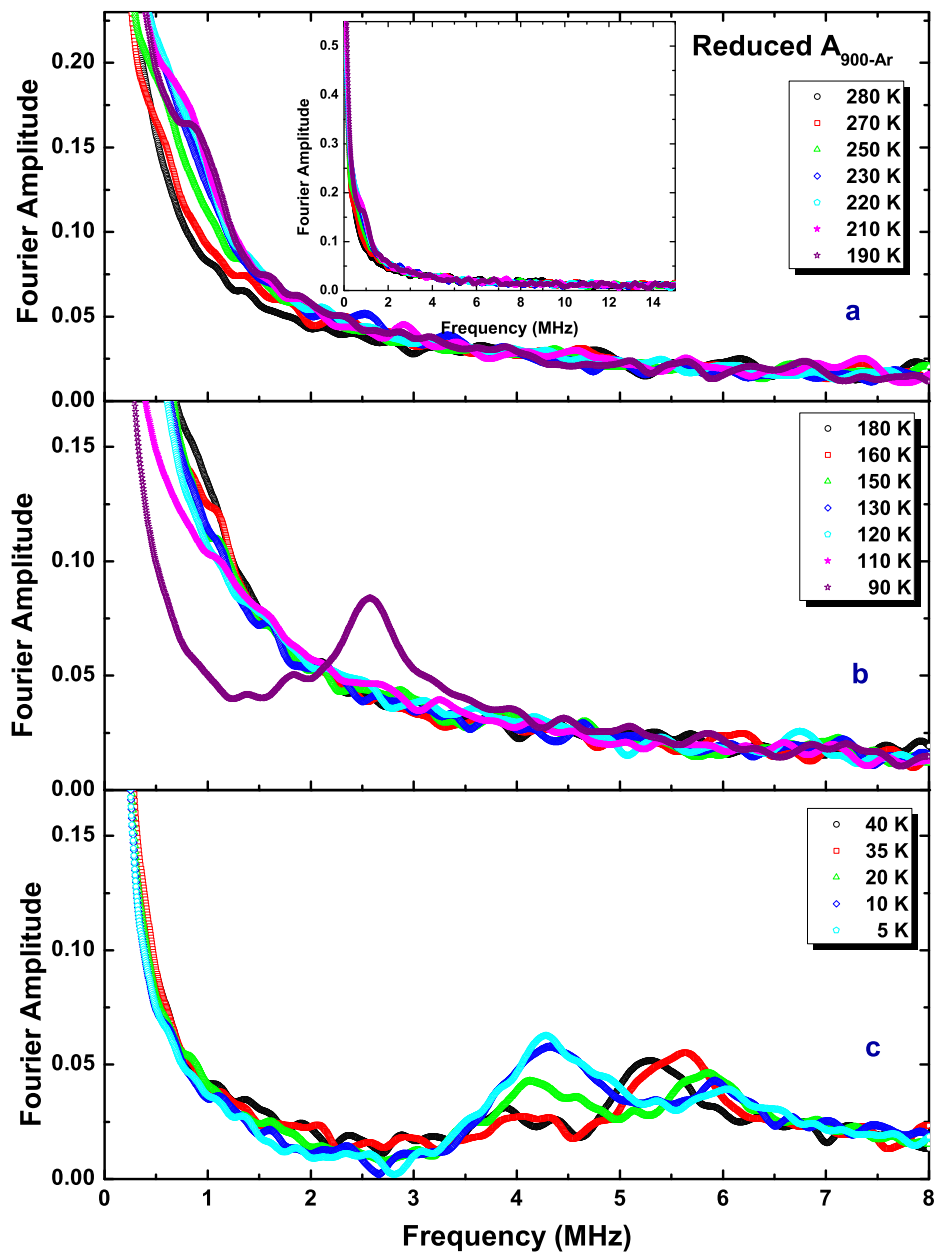 Reduced A900-Ar
280 K
270 K
250 K
230 K
220 K
210 K
190 K
a
Fourier Amplitude
0.20
0.15
0.10
0.05
0.00
Fourier Amplitude
0.5
0.4
0.3
0.2
0.1
0.0
0 2 4 6 8 10 12 14
Frequency (MHz)
180 K
160 K
150 K
130 K
120 K
110 K
90 K
b
Fourier Amplitude
0.15
0.10
0.05
0.00
40 K
35 K
20 K
10 K
5 K
c
Fourier Amplitude
0.15
0.10
0.05
0.00
0 1 2 3 4 5 6 7 8
Frequency (MHz)